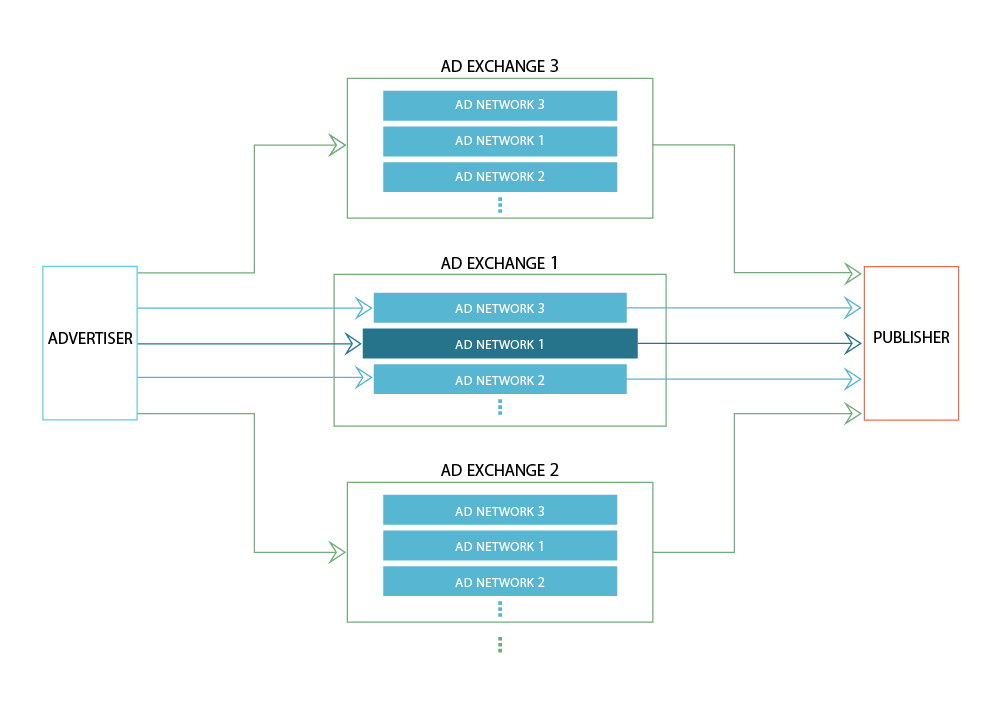 AD EXCHANGE 3
AD NETWORK 3
AD NETWORK 1
AD NETWORK 2
AD EXCHANGE 1
AD NETWORK 3
ADVERTISER
AD NETWORK 1
PUBLISHER
AD NETWORK 2
AD EXCHANGE 2
AD NETWORK 3
AD NETWORK 1
AD NETWORK 2